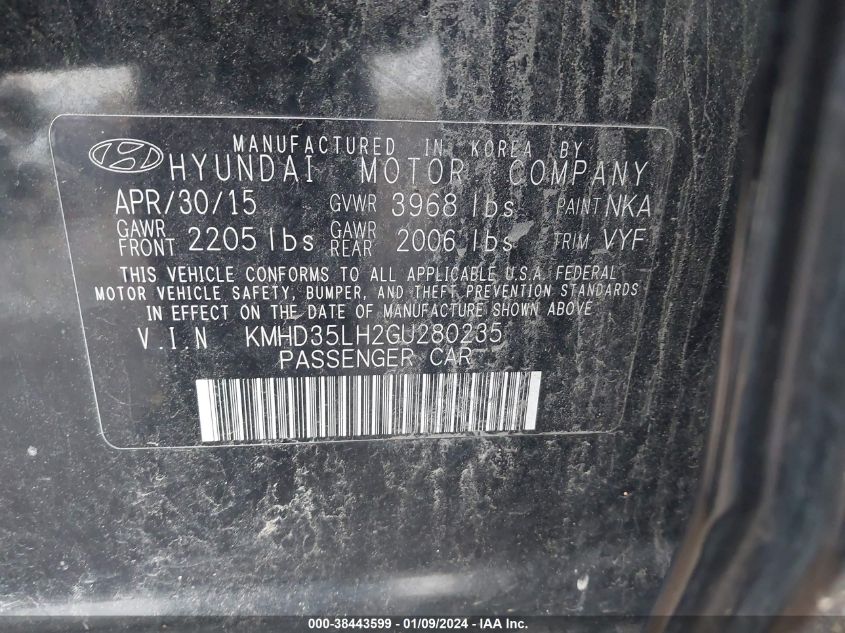 MANUFACTURED IN KOREA BY
HYUNDAI MOTOR COMPANY
APR/30/15 GVWR 3968 lbs PAINT NKA
GAWR FRONT 2205 lbs GAWR REAR 2006 lbs TRIM VYF
THIS VEHICLE CONFORMS TO ALL APPLICABLE U.S.A. FEDERAL
MOTOR VEHICLE SAFETY, BUMPER, AND THEFT PREVENTION STANDARDS
IN EFFECT ON THE DATE OF MANUFACTURE SHOWN ABOVE
V.I.N KMHD35LH2GU280235
PASSENGER CAR
000-38443599 - 01/09/2024 - IAA Inc.